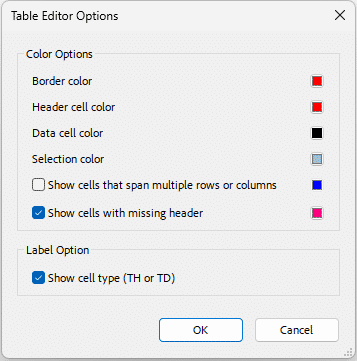 Table Editor Options
Color Options
Border color
Header cell color
Data cell color
Selection color
Show cells that span multiple rows or columns
Show cells with missing header
Label Option
Show cell type (TH or TD)
OK
Cancel